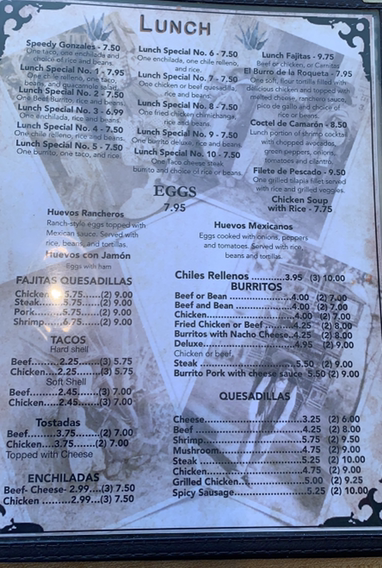 LUNCH
Speedy Gonzales - 7.50
One taco, one enchilada and
choice of rice and beans.
Lunch Special No. 1 - 7.95
One chile relleno, one taco,
beans, and guacamole salad.
Lunch Special No. 2 - 7.50
One Beef Burrito, rice and beans.
Lunch Special No. 3 - 6.99
One enchilada, rice and beans.
Lunch Special No. 4 - 7.50
One chile relleno, rice and beans.
Lunch Special No. 5 - 7.50
One burrito, one taco, and rice.
Lunch Special No. 6 - 7.50
One enchilada, one chile relleno,
and rice.
Lunch Special No. 7 - 7.50
One chicken or beef quesadilla,
rice and beans.
Lunch Special No. 8 - 7.50
One fried chicken chimichanga,
rice and beans.
Lunch Special No. 9 - 7.50
One burrito deluxe, rice and beans.
Lunch Special No. 10 - 7.50
One Taco cheese steak
burrito and choice of rice or beans.
Lunch Fajitas - 9.75
Beef or chicken, or Carnitas
El Burro de la Roqueta - 7.95
One soft, flour tortilla filled with
delicious chicken and topped with
melted cheese, ranchero sauce,
pico de gallo and choice of
rice or beans.
Coctel de Camarón - 8.50
Lunch portion of shrimp cocktail
with chopped avocados,
green peppers, onions,
tomatoes and cilantro.
Filete de Pescado - 9.50
One grilled tilapia filet served
with rice and grilled veggies.
Chicken Soup
with Rice - 7.75
EGGS
7.95
Huevos Rancheros
Ranch-style eggs topped with
Mexican sauce. Served with
rice, beans, and tortillas.
Huevos con Jamón
Eggs with ham
Huevos Mexicanos
Eggs cooked with onions, peppers
and tomatoes. Served with rice
beans and tortillas.
FAJITAS QUESADILLAS
Chicken...5.75......(2) 9.00
Steak......5.75......(2) 9.00
Pork.......5.75......(2) 9.00
Shrimp....6.75......(2) 9.00
TACOS
Hard shell
Beef........2.25......(3) 5.75
Chicken....2.25......(3) 5.75
Soft Shell
Beef........2.45......(3) 7.00
Chicken.....2.45......(3) 7.00
Tostadas
Beef........3.75........(2) 7.00
Chicken....3.75........(2) 7.00
Topped with Cheese
ENCHILADAS
Beef- Cheese- 2.99....(3) 7.50
Chicken .........2.99...(3) 7.50
Chiles Rellenos ..........3.95 (3) 10.00
BURRITOS
Beef or Bean ................4.00 (2) 7.00
Beef and Bean ..............4.00 (2) 7.00
Chicken.......................4.00 (2) 7.00
Fried Chicken or Beef ......4.25 (2) 8.00
Burritos with Nacho Cheese..4.25 (2) 8.00
Deluxe.......................4.95 (2) 9.00
Chicken or beef
Steak ........................5.50 (2) 9.00
Burrito Pork with cheese sauce 5.50 (2) 9.00
QUESADILLAS
Cheese.......................3.25 (2) 6.00
Beef .........................4.25 (2) 8.00
Shrimp.......................5.75 (2) 9.50
Mushroom....................4.75 (2) 9.00
Steak ........................5.25 (2) 10.00
Chicken......................4.75 (2) 9.00
Grilled Chicken..............5.00 (2) 9.25
Spicy Sausage................5.25 (2) 10.00